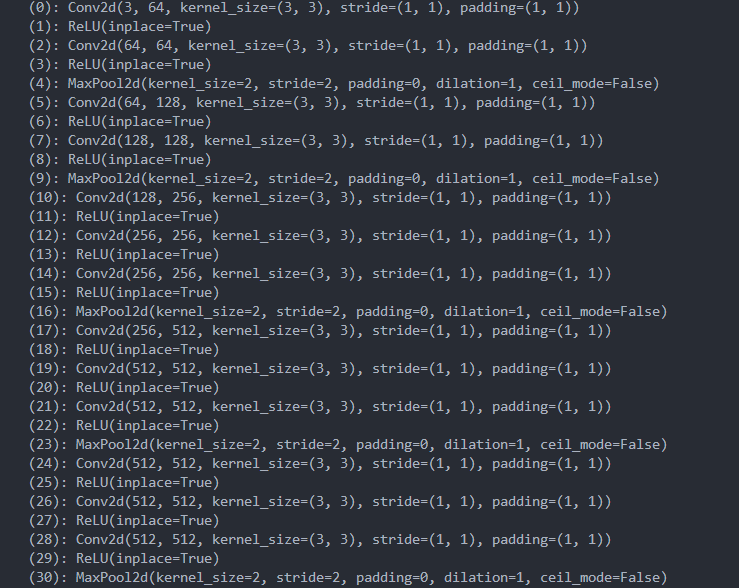 (0): Conv2d(3, 64, kernel_size=(3, 3), stride=(1, 1), padding=(1, 1))
(1): ReLU(inplace=True)
(2): Conv2d(64, 64, kernel_size=(3, 3), stride=(1, 1), padding=(1, 1))
(3): ReLU(inplace=True)
(4): MaxPool2d(kernel_size=2, stride=2, padding=0, dilation=1, ceil_mode=False)
(5): Conv2d(64, 128, kernel_size=(3, 3), stride=(1, 1), padding=(1, 1))
(6): ReLU(inplace=True)
(7): Conv2d(128, 128, kernel_size=(3, 3), stride=(1, 1), padding=(1, 1))
(8): ReLU(inplace=True)
(9): MaxPool2d(kernel_size=2, stride=2, padding=0, dilation=1, ceil_mode=False)
(10): Conv2d(128, 256, kernel_size=(3, 3), stride=(1, 1), padding=(1, 1))
(11): ReLU(inplace=True)
(12): Conv2d(256, 256, kernel_size=(3, 3), stride=(1, 1), padding=(1, 1))
(13): ReLU(inplace=True)
(14): Conv2d(256, 256, kernel_size=(3, 3), stride=(1, 1), padding=(1, 1))
(15): ReLU(inplace=True)
(16): MaxPool2d(kernel_size=2, stride=2, padding=0, dilation=1, ceil_mode=False)
(17): Conv2d(256, 512, kernel_size=(3, 3), stride=(1, 1), padding=(1, 1))
(18): ReLU(inplace=True)
(19): Conv2d(512, 512, kernel_size=(3, 3), stride=(1, 1), padding=(1, 1))
(20): ReLU(inplace=True)
(21): Conv2d(512, 512, kernel_size=(3, 3), stride=(1, 1), padding=(1, 1))
(22): ReLU(inplace=True)
(23): MaxPool2d(kernel_size=2, stride=2, padding=0, dilation=1, ceil_mode=False)
(24): Conv2d(512, 512, kernel_size=(3, 3), stride=(1, 1), padding=(1, 1))
(25): ReLU(inplace=True)
(26): Conv2d(512, 512, kernel_size=(3, 3), stride=(1, 1), padding=(1, 1))
(27): ReLU(inplace=True)
(28): Conv2d(512, 512, kernel_size=(3, 3), stride=(1, 1), padding=(1, 1))
(29): ReLU(inplace=True)
(30): MaxPool2d(kernel_size=2, stride=2, padding=0, dilation=1, ceil_mode=False)